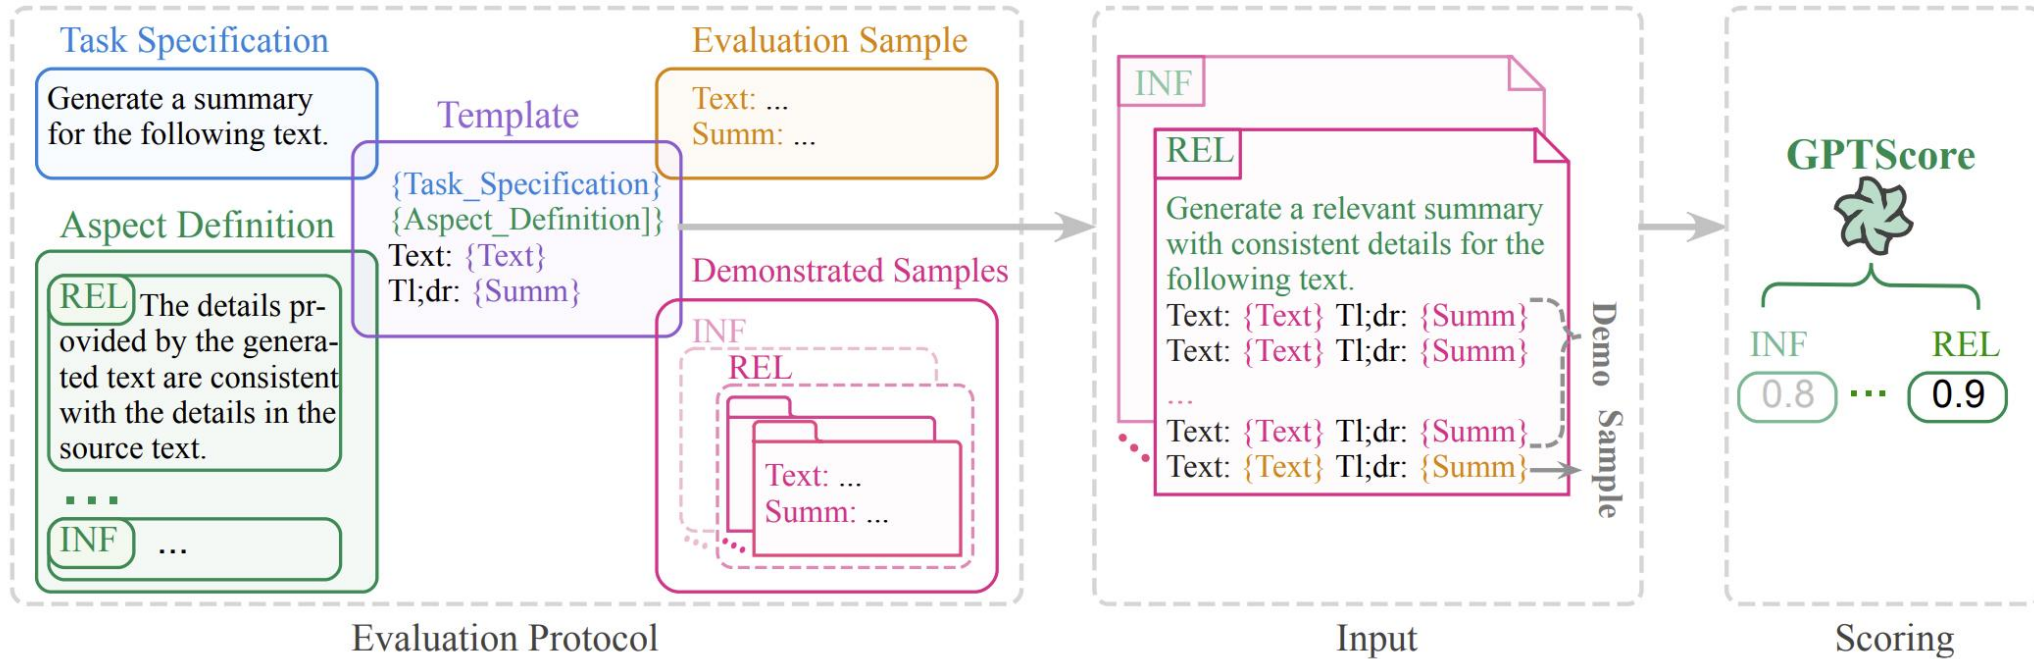 Task Specification
Generate a summary
for the following text.
Aspect Definition
REL The details pr-
ovided by the genera-
ted text are consistent
with the details in the
source text.
...
INF ...
Template
{Task_Specification}
{Aspect_Definition]}
Text: {Text}
Tl;dr: {Summ}
Evaluation Sample
Text: ...
Summ: ...
Demonstrated Samples
INF
REL
Text: ...
Summ: ...
Evaluation Protocol
INF
REL
Generate a relevant summary
with consistent details for the
following text.
Text: {Text} Tl;dr: {Summ}
Text: {Text} Tl;dr: {Summ}
...
Text: {Text} Tl;dr: {Summ}
Text: {Text} Tl;dr: {Summ}
Demo
Sample
Input
GPTScore
INF REL
0.8 ... 0.9
Scoring